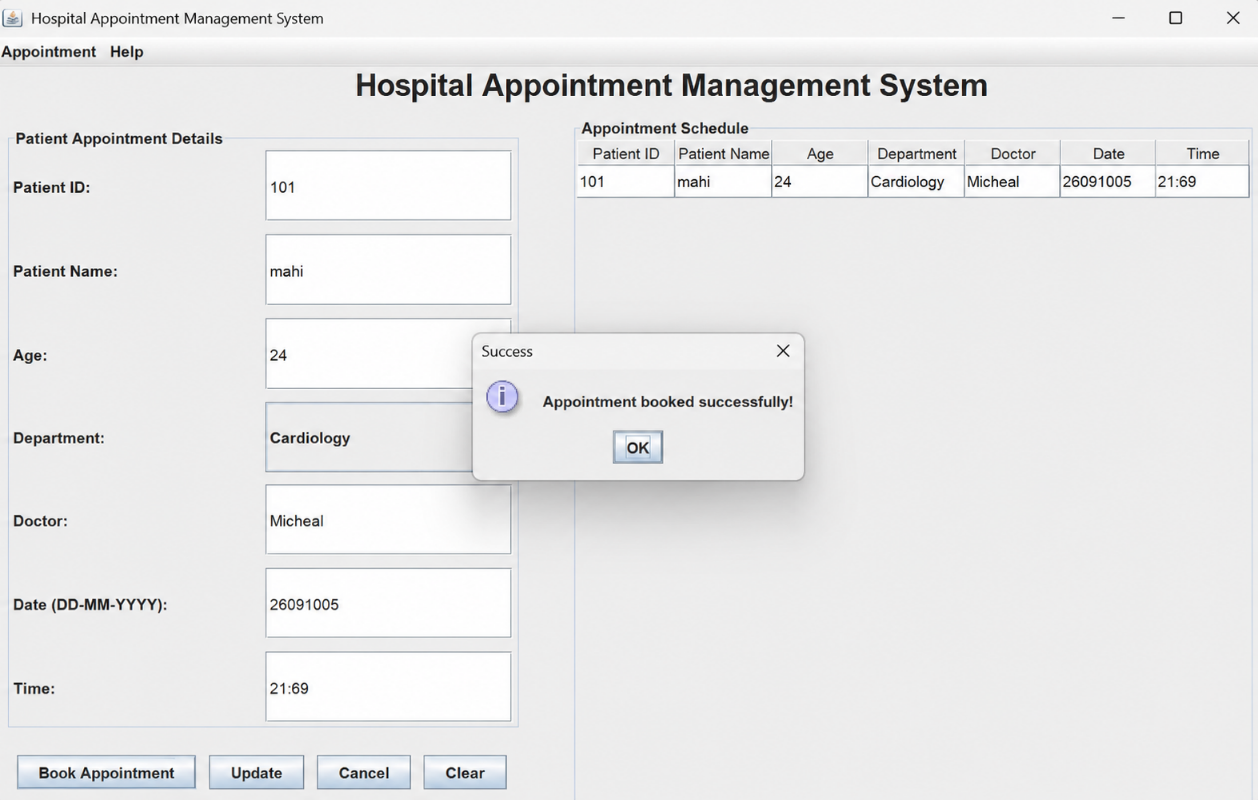 Hospital Appointment Management System
Appointment Help
Hospital Appointment Management System
Patient Appointment Details
Patient ID: 101
Patient Name: mahi
Age: 24
Department: Cardiology
Doctor: Micheal
Date (DD-MM-YYYY): 26091005
Time: 21:69
Book Appointment Update Cancel Clear
Appointment Schedule
Patient ID Patient Name Age Department Doctor Date Time
101 mahi 24 Cardiology Micheal 26091005 21:69
Success
i
Appointment booked successfully!
OK